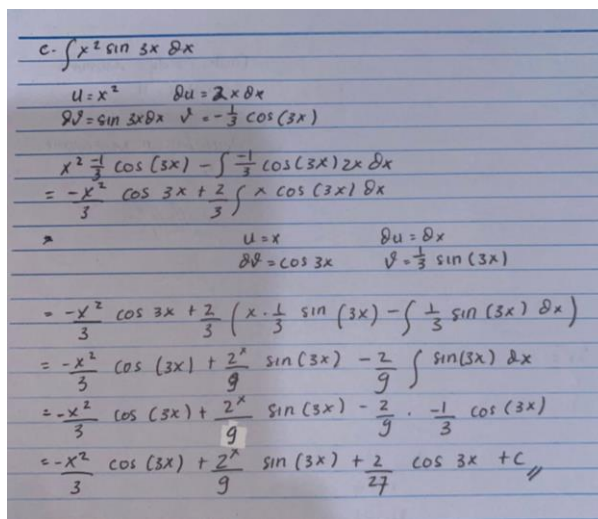 c. ∫ x² sin 3x ∂x
u = x² ∂u = 2x ∂x
∂v = sin 3x ∂x v = -1/3 cos (3x)
x² -1/3 cos (3x) - ∫ -1/3 cos (3x) 2x ∂x
= -x²/3 cos 3x + 2/3 ∫ x cos (3x) ∂x
u = x ∂u = ∂x
∂v = cos 3x v = 1/3 sin (3x)
= -x²/3 cos 3x + 2/3 ( x · 1/3 sin (3x) - ∫ 1/3 sin (3x) ∂x )
= -x²/3 cos (3x) + 2x/9 sin (3x) - 2/9 ∫ sin(3x) ∂x
= -x²/3 cos (3x) + 2x/9 sin (3x) - 2/9 · -1/3 cos (3x)
= -x²/3 cos (3x) + 2x/9 sin (3x) + 2/27 cos 3x + C //